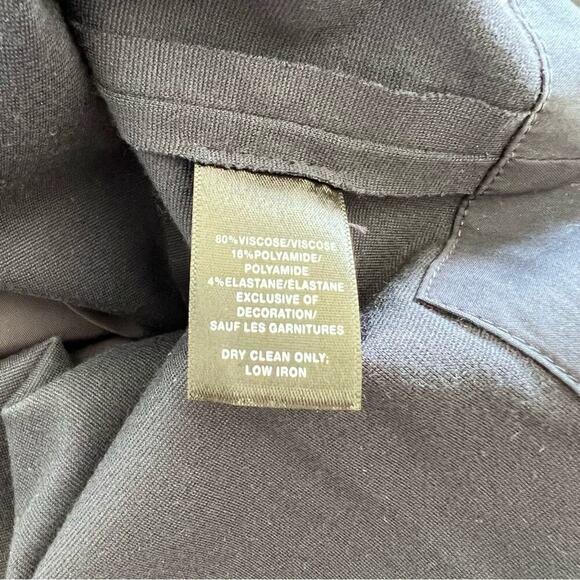 80%VISCOSE/VISCOSE
16%POLYAMIDE/
POLYAMIDE
4%ELASTANE/ÉLASTANE
EXCLUSIVE OF
DECORATION/
SAUF LES GARNITURES
DRY CLEAN ONLY;
LOW IRON